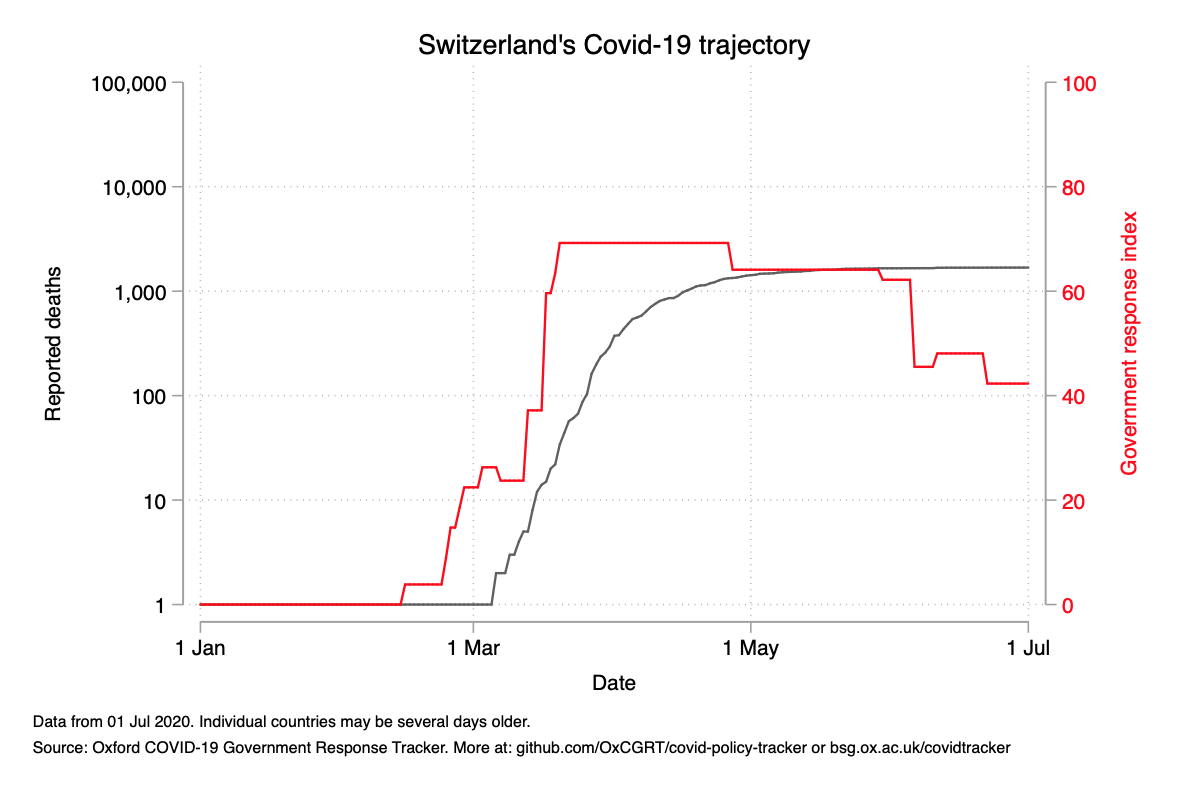 Switzerland's Covid-19 trajectory
100,000
10,000
1,000
100
10
1
Reported deaths
100
80
60
40
20
0
Government response index
1 Jan
1 Mar
1 May
1 Jul
Date
Data from 01 Jul 2020. Individual countries may be several days older.
Source: Oxford COVID-19 Government Response Tracker. More at: github.com/OxCGRT/covid-policy-tracker or bsg.ox.ac.uk/covidtracker